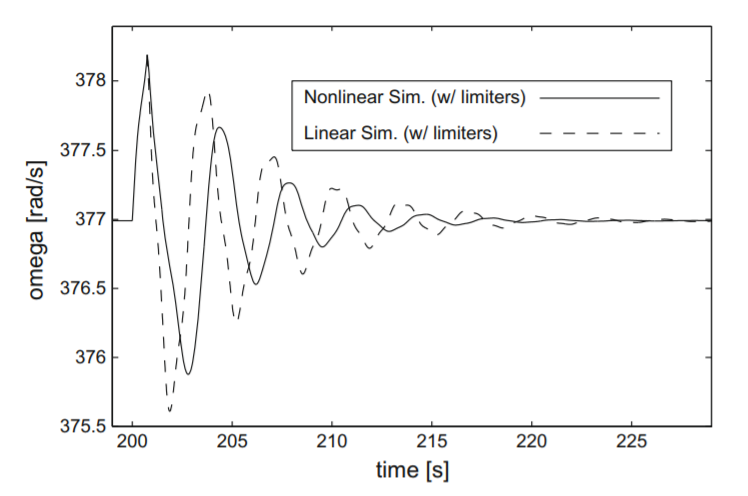 378
377.5
377
376.5
376
375.5
omega [rad/s]
Nonlinear Sim. (w/ limiters)
Linear Sim. (w/ limiters)
200 205 210 215 220 225
time [s]